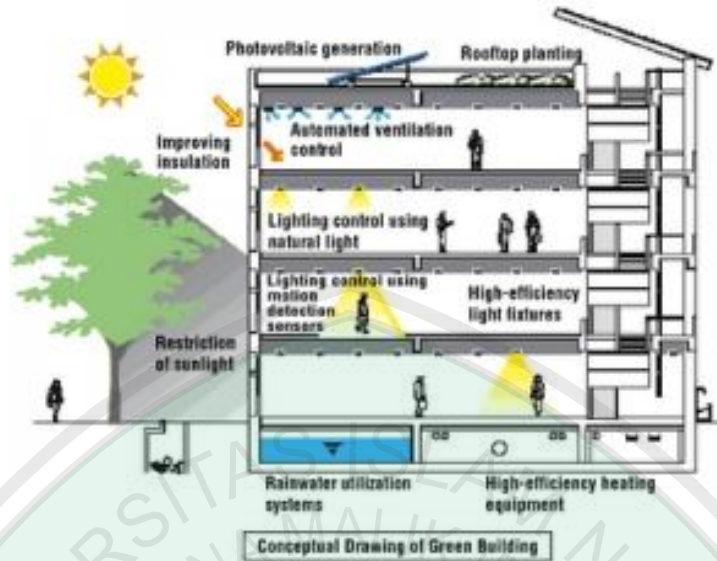 Photovoltaic generation
Rooftop planting
Improving
insulation
Automated ventilation
control
Lighting control using
natural light
Lighting control using
motion
detection
sensors
High-efficiency
light fixtures
Restriction
of sunlight
Rainwater utilization
systems
High-efficiency heating
equipment
Conceptual Drawing of Green Building